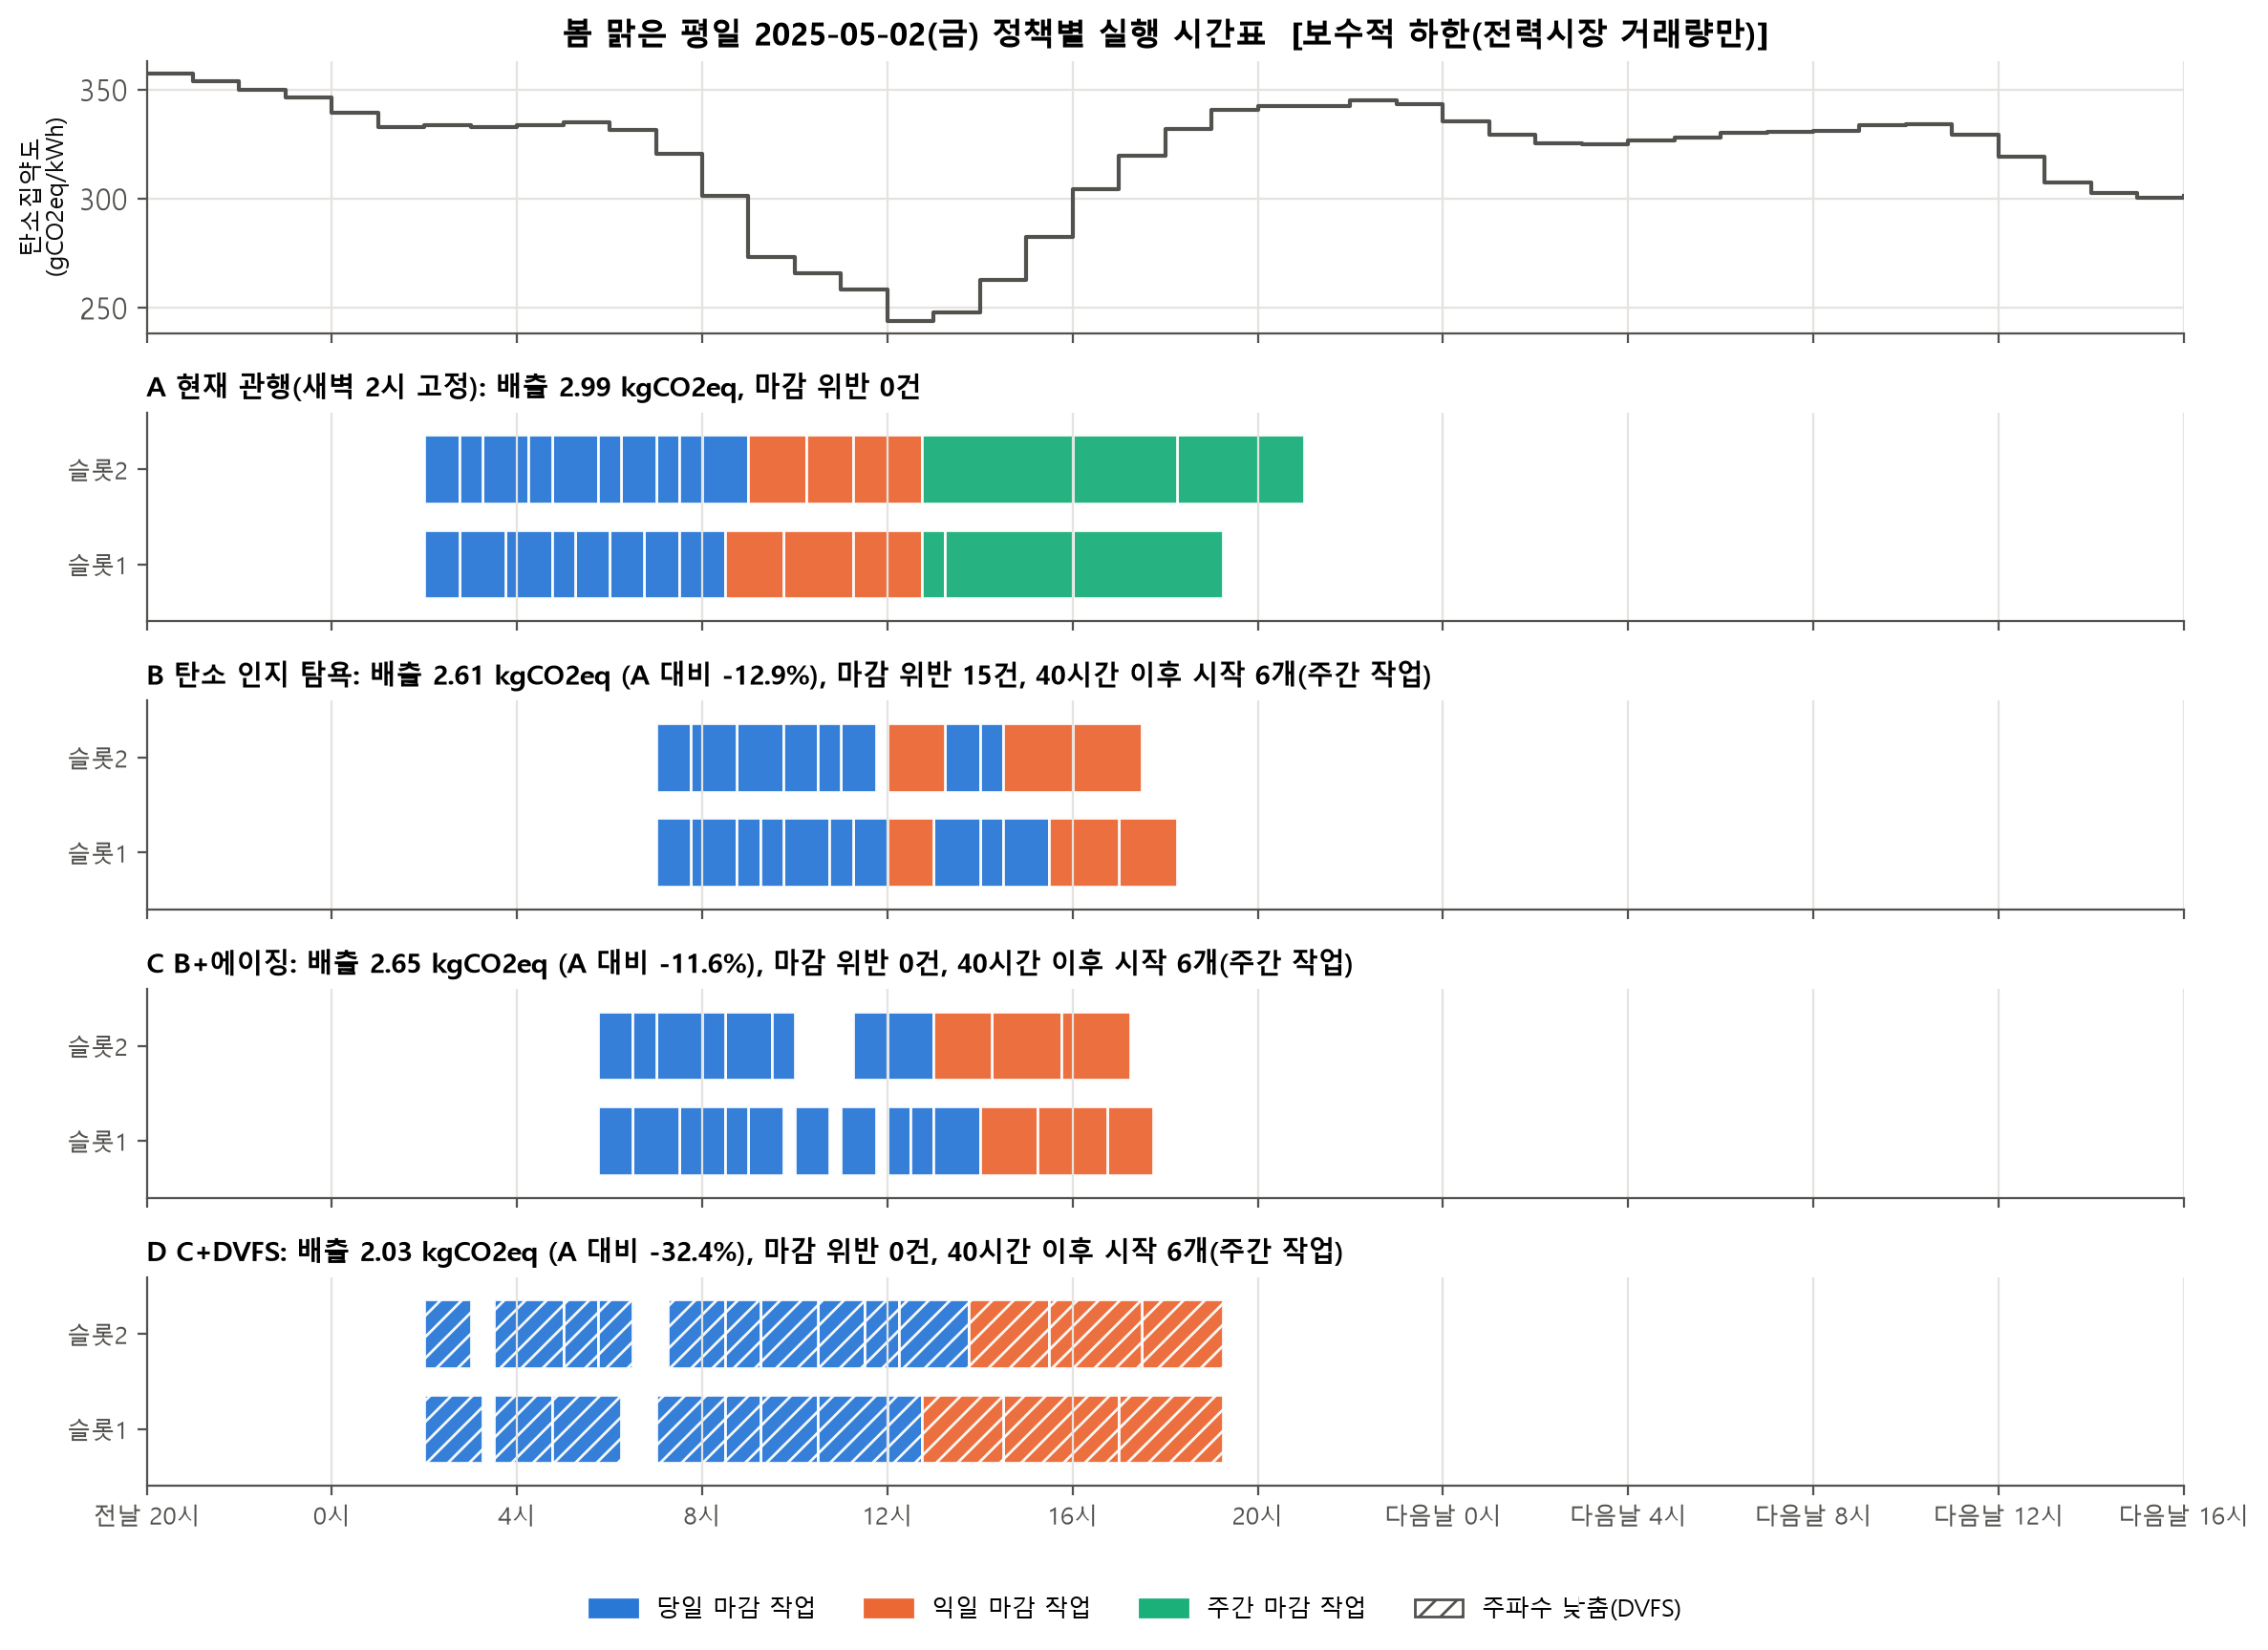 봄 맑은 평일 2025-05-02(금) 정책별 실행 시간표 [보수적 하한(전력시장 거래량만)]
탄소집약도
(gCO2eq/kWh)
350
300
250
A 현재 관행(새벽 2시 고정): 배출 2.99 kgCO2eq, 마감 위반 0건
슬롯2
슬롯1
B 탄소 인지 탐욕: 배출 2.61 kgCO2eq (A 대비 -12.9%), 마감 위반 15건, 40시간 이후 시작 6개(주간 작업)
슬롯2
슬롯1
C B+에이징: 배출 2.65 kgCO2eq (A 대비 -11.6%), 마감 위반 0건, 40시간 이후 시작 6개(주간 작업)
슬롯2
슬롯1
D C+DVFS: 배출 2.03 kgCO2eq (A 대비 -32.4%), 마감 위반 0건, 40시간 이후 시작 6개(주간 작업)
슬롯2
슬롯1
전날 20시 0시 4시 8시 12시 16시 20시 다음날 0시 다음날 4시 다음날 8시 다음날 12시 다음날 16시
당일 마감 작업 익일 마감 작업 주간 마감 작업 주파수 낮춤(DVFS)